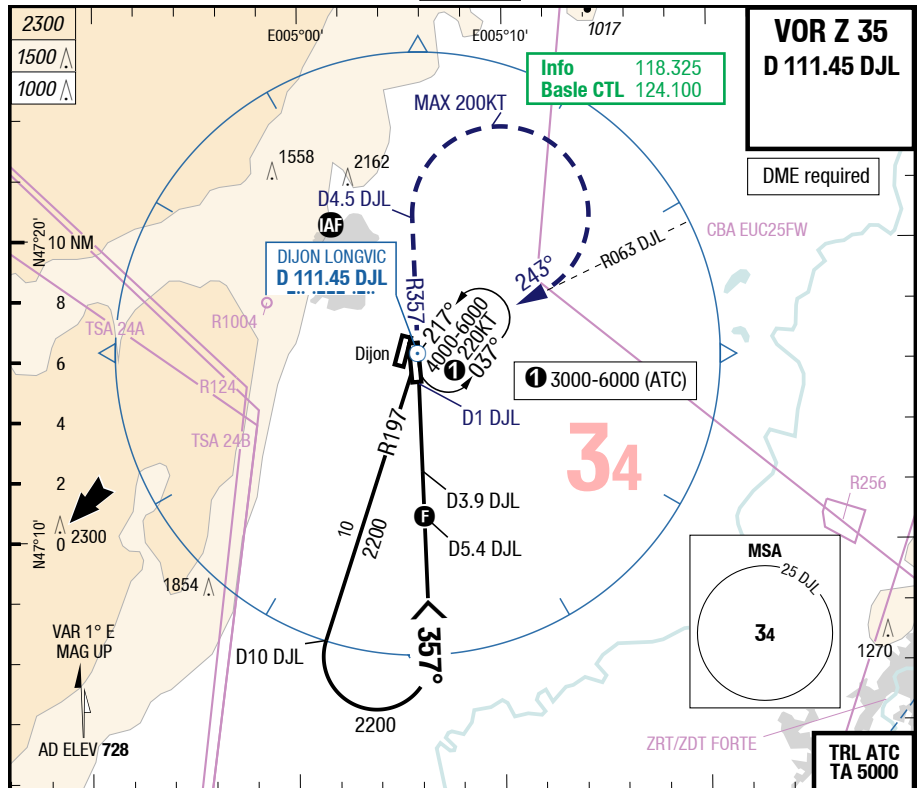 2300
1500
1000
E005°00'
E005°10'
1017
VOR Z 35
D 111.45 DJL
Info 118.325
Basle CTL 124.100
MAX 200KT
DME required
1558
2162
D4.5 DJL
IAF
N47°20'
10 NM
DIJON LONGVIC
D 111.45 DJL
CBA EUC25FW
R063 DJL
243°
R357
8
R1004
TSA 24A
217°
4000-6000
1 220KT
037°
Dijon
6
1 3000-6000 (ATC)
R124
D1 DJL
4
TSA 24B
R197
34
2
D3.9 DJL
R256
F
D5.4 DJL
10
2200
N47°10'
0
2300
MSA
25 DJL
34
1854
1270
VAR 1° E
MAG UP
D10 DJL
357°
2200
AD ELEV 728
ZRT/ZDT FORTE
TRL ATC
TA 5000